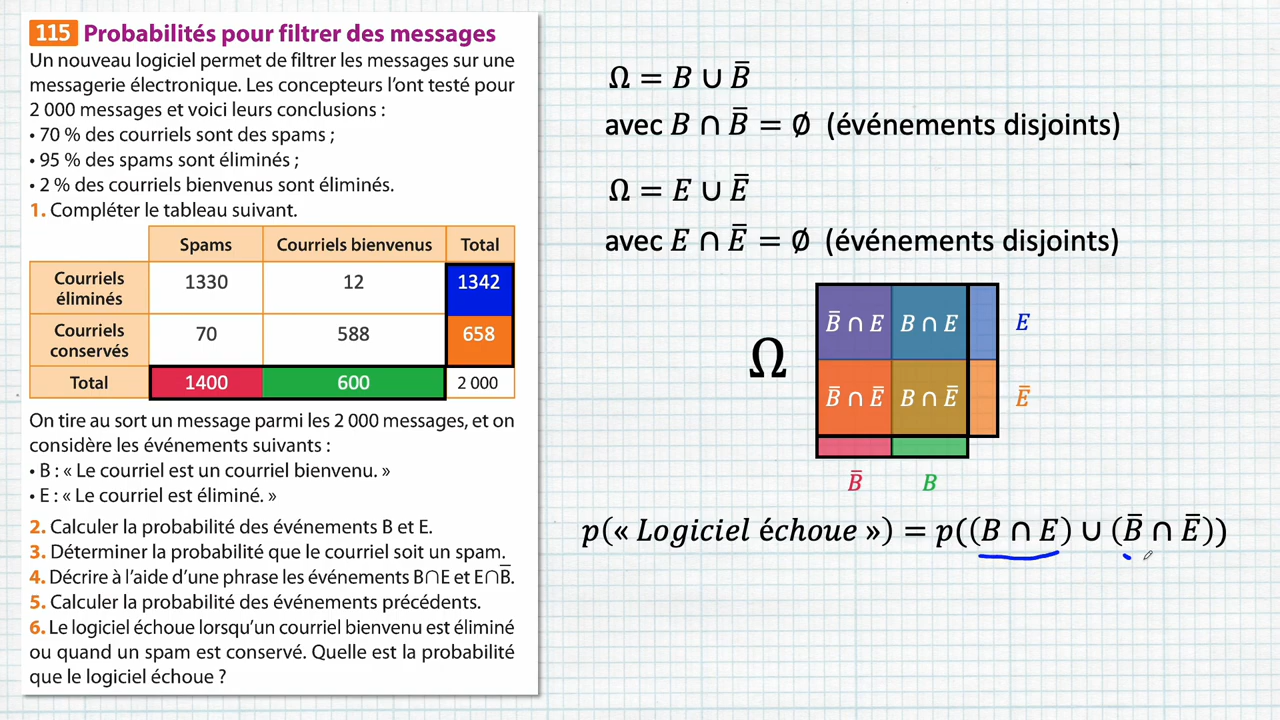 115 Probabilités pour filtrer des messages
Un nouveau logiciel permet de filtrer les messages sur une
messagerie électronique. Les concepteurs l'ont testé pour
2 000 messages et voici leurs conclusions :
• 70 % des courriels sont des spams ;
• 95 % des spams sont éliminés ;
• 2 % des courriels bienvenus sont éliminés.
1. Compléter le tableau suivant.
Spams Courriels bienvenus Total
Courriels
éliminés
1330 12 1342
Courriels
conservés
70 588 658
Total 1400 600 2 000
On tire au sort un message parmi les 2 000 messages, et on
considère les événements suivants :
• B : « Le courriel est un courriel bienvenu. »
• E : « Le courriel est éliminé. »
2. Calculer la probabilité des événements B et E.
3. Déterminer la probabilité que le courriel soit un spam.
4. Décrire à l'aide d'une phrase les événements B∩E et E∩B̅.
5. Calculer la probabilité des événements précédents.
6. Le logiciel échoue lorsqu'un courriel bienvenu est éliminé
ou quand un spam est conservé. Quelle est la probabilité
que le logiciel échoue ?
Ω = B ∪ B̅
avec B ∩ B̅ = ∅ (événements disjoints)
Ω = E ∪ E̅
avec E ∩ E̅ = ∅ (événements disjoints)
Ω
B̅ ∩ E B ∩ E E
B̅ ∩ E̅ B ∩ E̅ E̅
B̅ B
p(« Logiciel échoue ») = p((B ∩ E) ∪ (B̅ ∩ E̅))